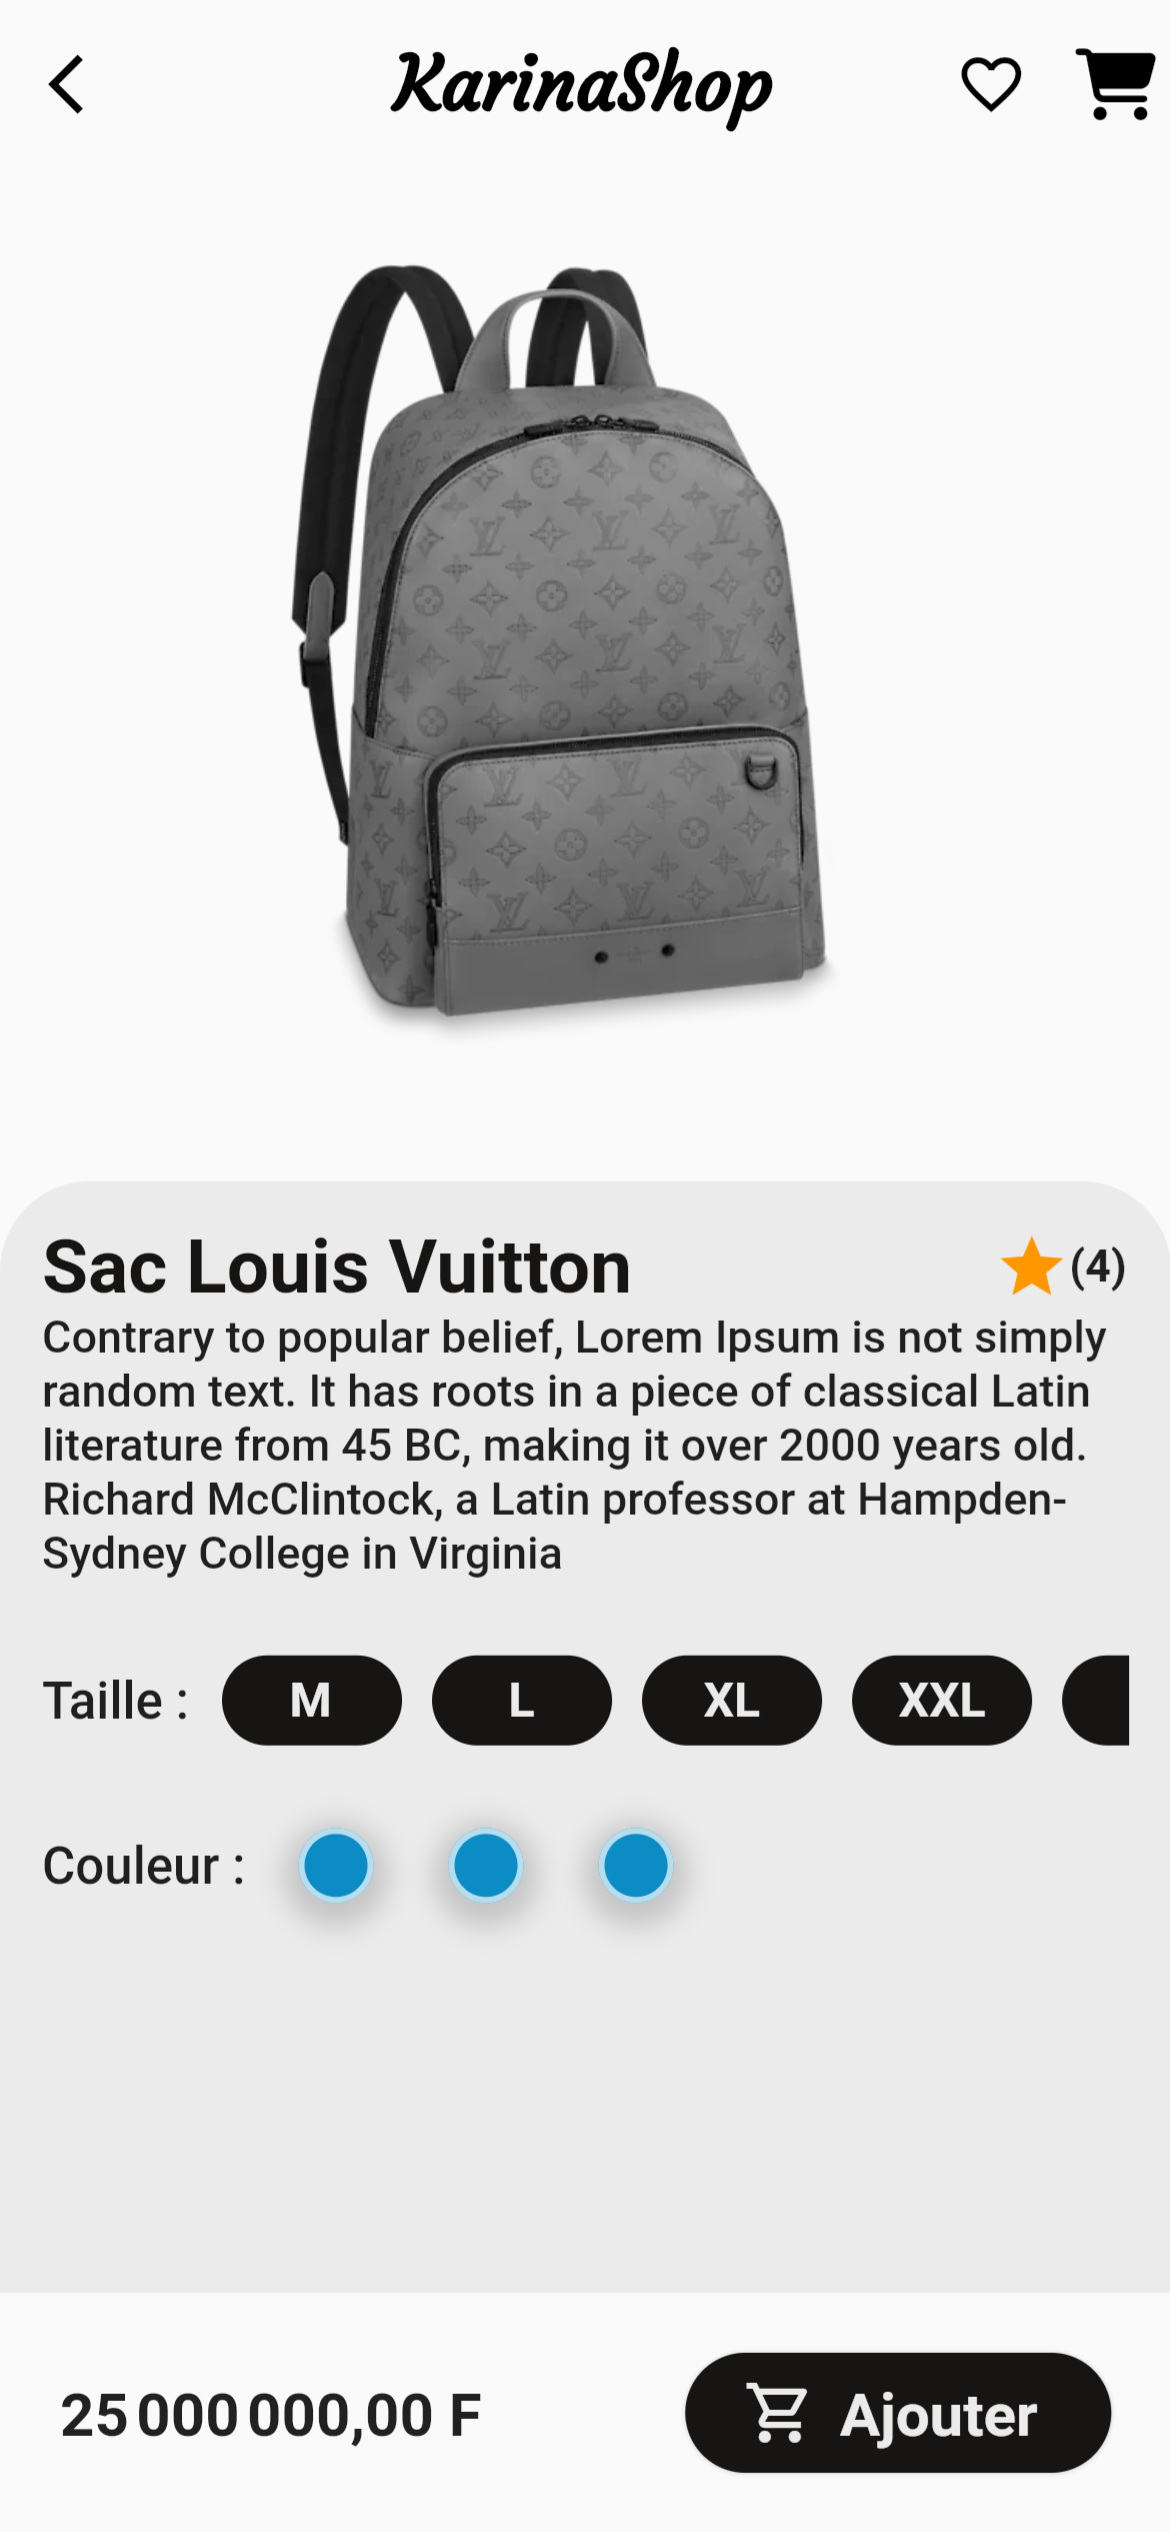 KarinaShop
Sac Louis Vuitton
(4)
Contrary to popular belief, Lorem Ipsum is not simply
random text. It has roots in a piece of classical Latin
literature from 45 BC, making it over 2000 years old.
Richard McClintock, a Latin professor at Hampden-
Sydney College in Virginia
Taille : M L XL XXL
Couleur :
25 000 000,00 F
Ajouter